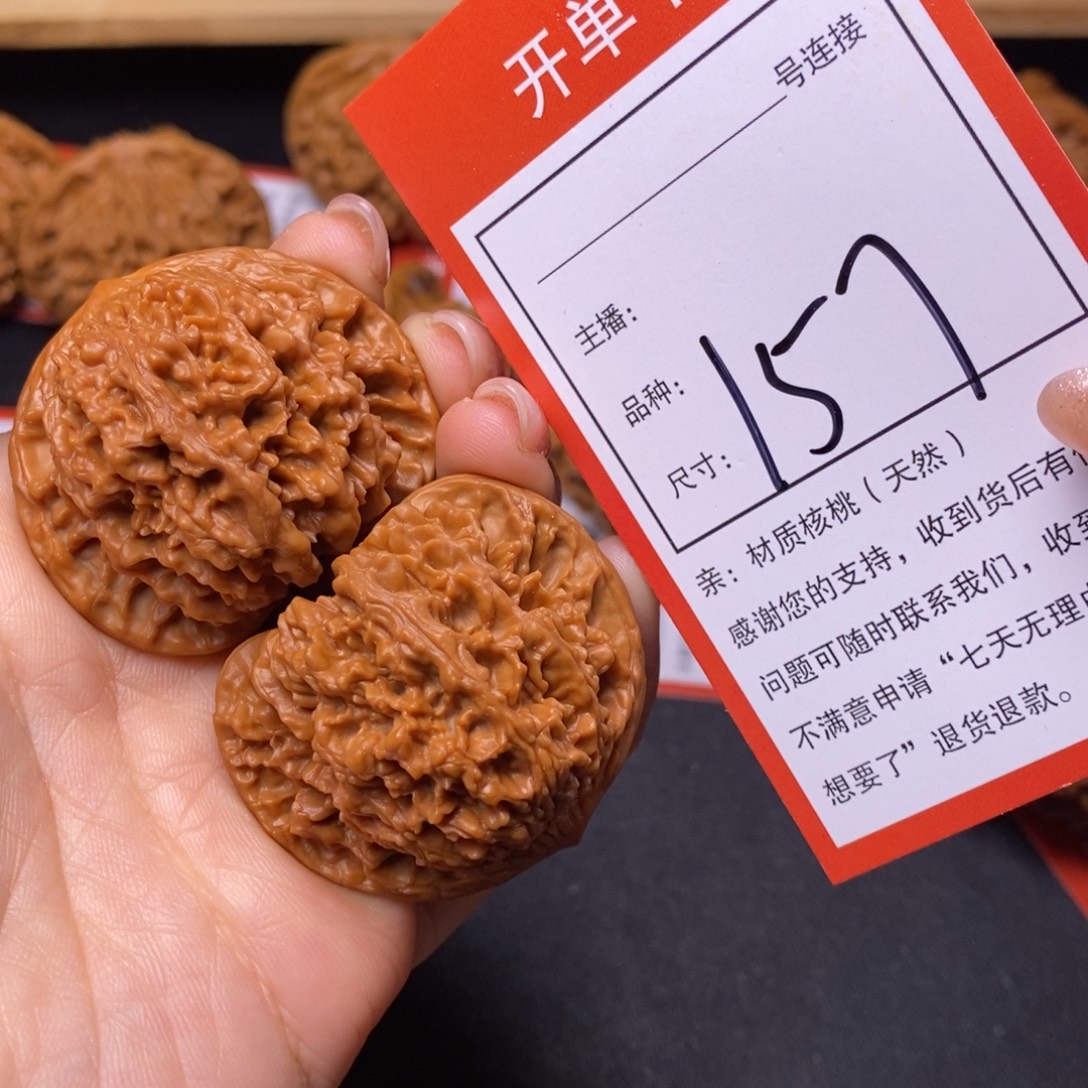 开单
号连接
主播：
品种：
尺寸：
157
亲：材质核桃（天然）
感谢您的支持，收到货后有
问题可随时联系我们，收到
不满意申请“七天无理
想要了”退货退款。